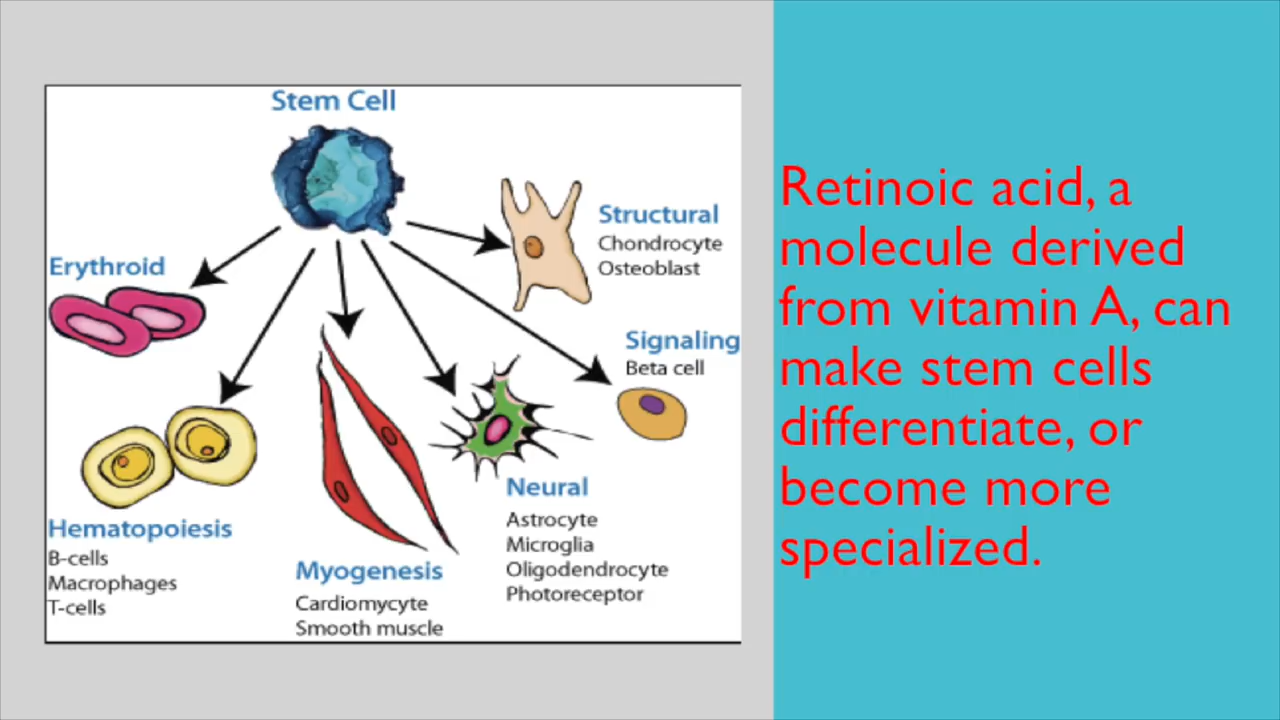 Stem Cell
Structural
Chondrocyte
Osteoblast
Erythroid
Signaling
Beta cell
Neural
Astrocyte
Microglia
Oligodendrocyte
Photoreceptor
Hematopoiesis
B-cells
Macrophages
T-cells
Myogenesis
Cardiomycyte
Smooth muscle
Retinoic acid, a
molecule derived
from vitamin A, can
make stem cells
differentiate, or
become more
specialized.